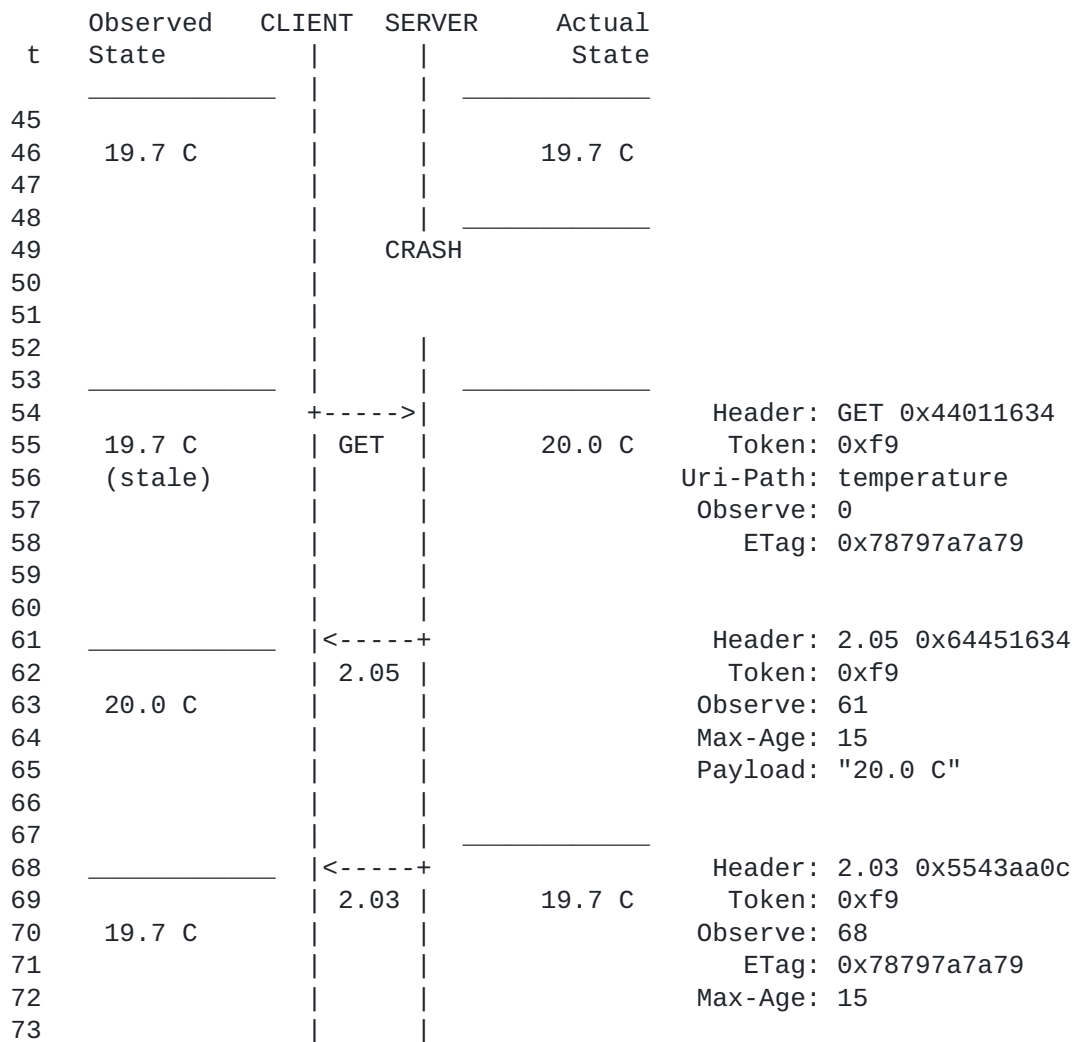 Observed   CLIENT  SERVER     Actual
 t   State         |      |         State
     ____________  |      |  ____________
45                 |      |
46    19.7 C       |      |       19.7 C
47                 |      |
48                 |      |  ____________
49                 |    CRASH
50                 |
51                 |
52                 |      |
53   ____________  |      |  ____________
54                 +----->|                  Header: GET 0x44011634
55    19.7 C       | GET  |       20.0 C      Token: 0xf9
56    (stale)      |      |                Uri-Path: temperature
57                 |      |                 Observe: 0
58                 |      |                    ETag: 0x78797a7a79
59                 |      |
60                 |      |
61   ____________  |<-----+                  Header: 2.05 0x64451634
62                 | 2.05 |                   Token: 0xf9
63    20.0 C       |      |                 Observe: 61
64                 |      |                 Max-Age: 15
65                 |      |                 Payload: "20.0 C"
66                 |      |
67                 |      |  ____________
68   ____________  |<-----+                  Header: 2.03 0x5543aa0c
69                 | 2.03 |       19.7 C      Token: 0xf9
70    19.7 C       |      |                 Observe: 68
71                 |      |                    ETag: 0x78797a7a79
72                 |      |                 Max-Age: 15
73                 |      |